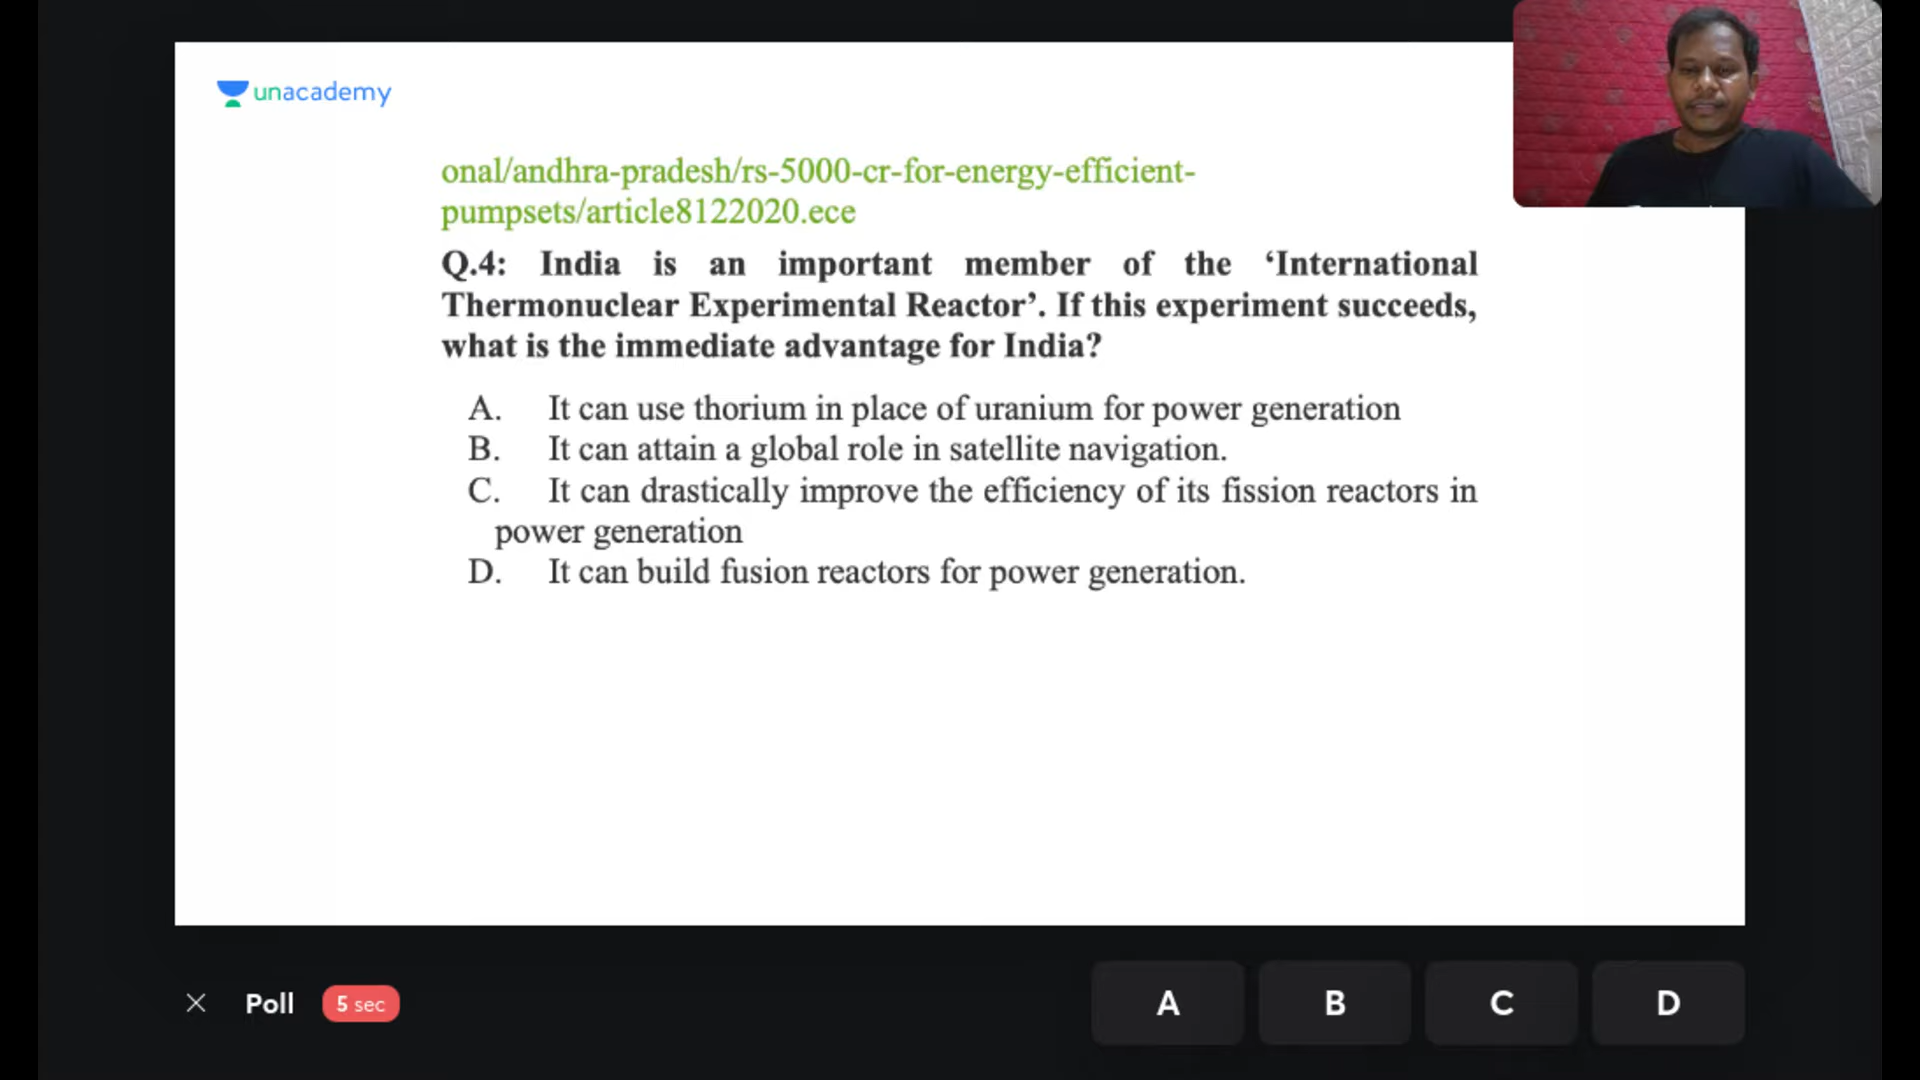 unacademy
onal/andhra-pradesh/rs-5000-cr-for-energy-efficient-
pumpsets/article8122020.ece
Q.4: India is an important member of the ‘International
Thermonuclear Experimental Reactor’. If this experiment succeeds,
what is the immediate advantage for India?
A. It can use thorium in place of uranium for power generation
B. It can attain a global role in satellite navigation.
C. It can drastically improve the efficiency of its fission reactors in
power generation
D. It can build fusion reactors for power generation.
Poll 5 sec A B C D